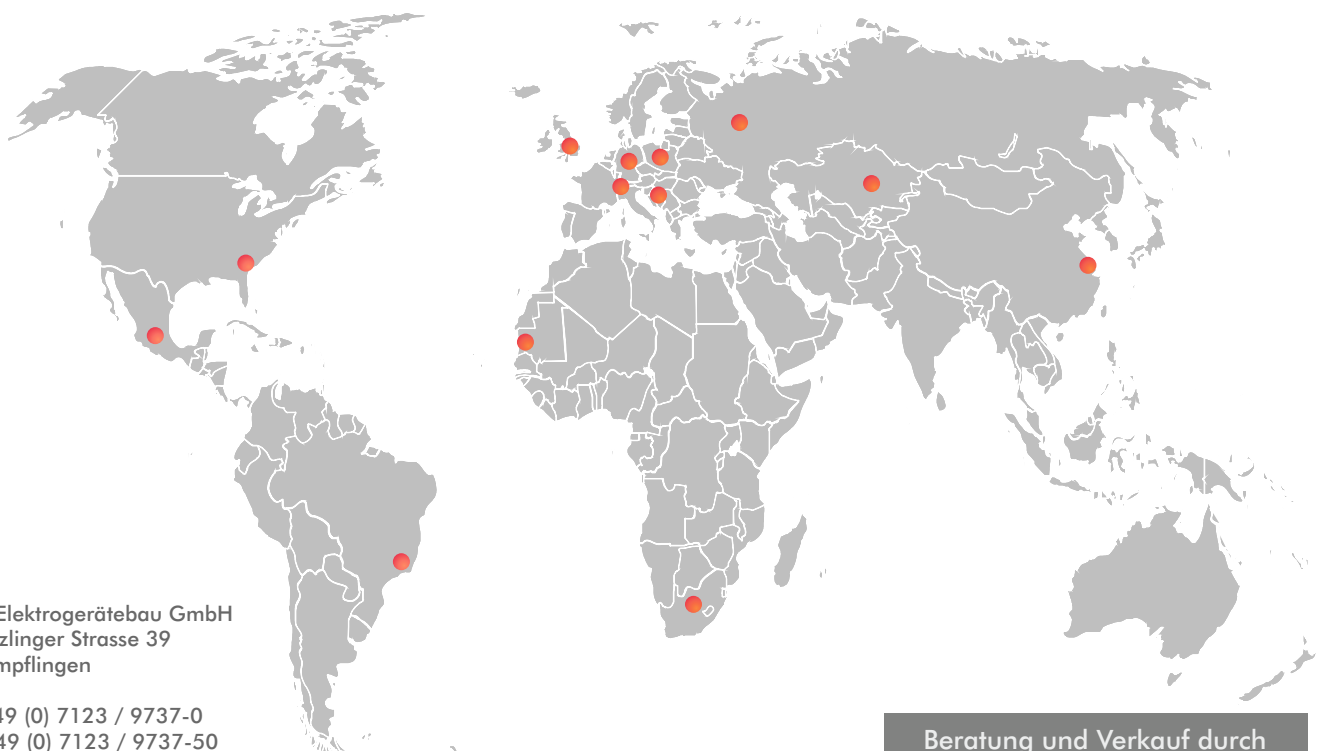 Elektrogerätebau GmbH
zlinger Strasse 39
mpflingen
49 (0) 7123 / 9737-0
49 (0) 7123 / 9737-50
Beratung und Verkauf durch